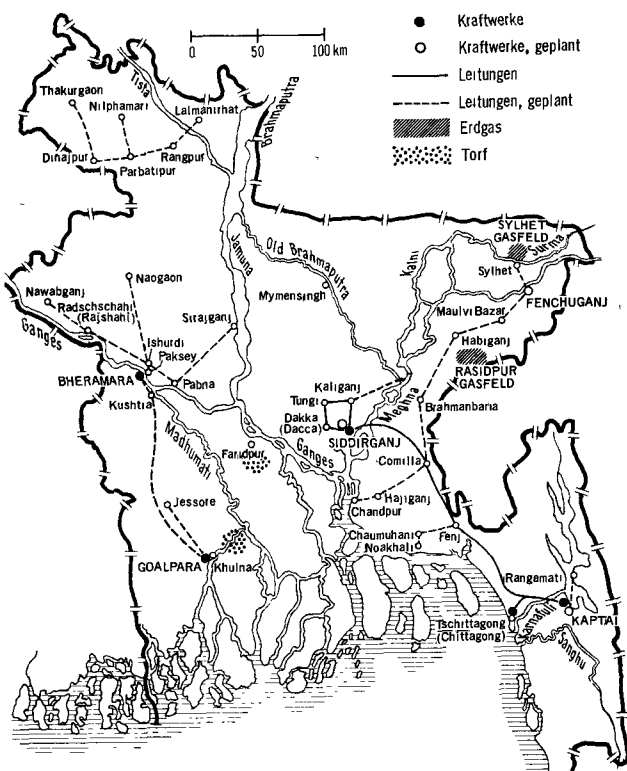 0 50 100 km
Kraftwerke
Kraftwerke, geplant
Leitungen
Leitungen, geplant
Erdgas
Torf
Thakurgaon
Nilphamari
Lalmanirhat
Tista
Brahmaputra
Dinajpur
Parbatipur
Rangpur
Jamuna
Old Brahmaputra
Kalni
SYLHET
GASFELD
Surma
Sylhet
FENCHUGANJ
Mymensingh
Maulvi Bazar
Habiganj
RASIDPUR
GASFELD
Naogaon
Nawabganj
Radschschahi
(Rajshahi)
Ganges
Sirajganj
Ishurdi
Paksey
BHERAMARA
Pabna
Kushtia
Madhumati
Kaliganj
Tungi
Dakka
(Dacca)
SIDDIRGANJ
Meghna
Brahmanbaria
Faridpur
Ganges
Comilla
Hajiganj
Chandpur
Jessore
Chaumuhani
Noakhali
Fenj
GOALPARA
Khulna
Rangamati
Tschittagong
(Chittagong)
Karnafuli
KAPTAI
Sanghu